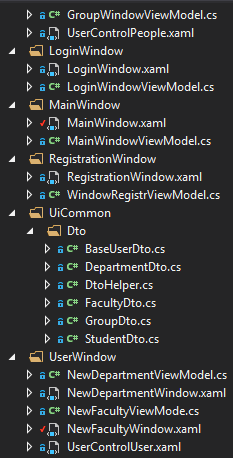 GroupWindowViewModel.cs
UserControlPeople.xaml
LoginWindow
LoginWindow.xaml
LoginWindowViewModel.cs
MainWindow
MainWindow.xaml
MainWindowViewModel.cs
RegistrationWindow
RegistrationWindow.xaml
WindowRegistrViewModel.cs
UiCommon
Dto
BaseUserDto.cs
DepartmentDto.cs
DtoHelper.cs
FacultyDto.cs
GroupDto.cs
StudentDto.cs
UserWindow
NewDepartmentViewModel.cs
NewDepartmentWindow.xaml
NewFacultyViewMode.cs
NewFacultyWindow.xaml
UserControlUser.xaml